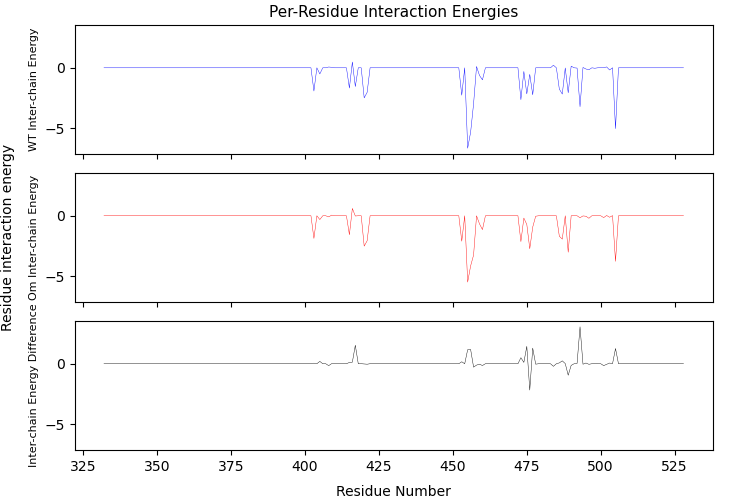 Per-Residue Interaction Energies
Residue interaction energy
WT Inter-chain Energy
0
−5
Om Inter-chain Energy
0
−5
Inter-chain Energy Difference
0
−5
325 350 375 400 425 450 475 500 525
Residue Number